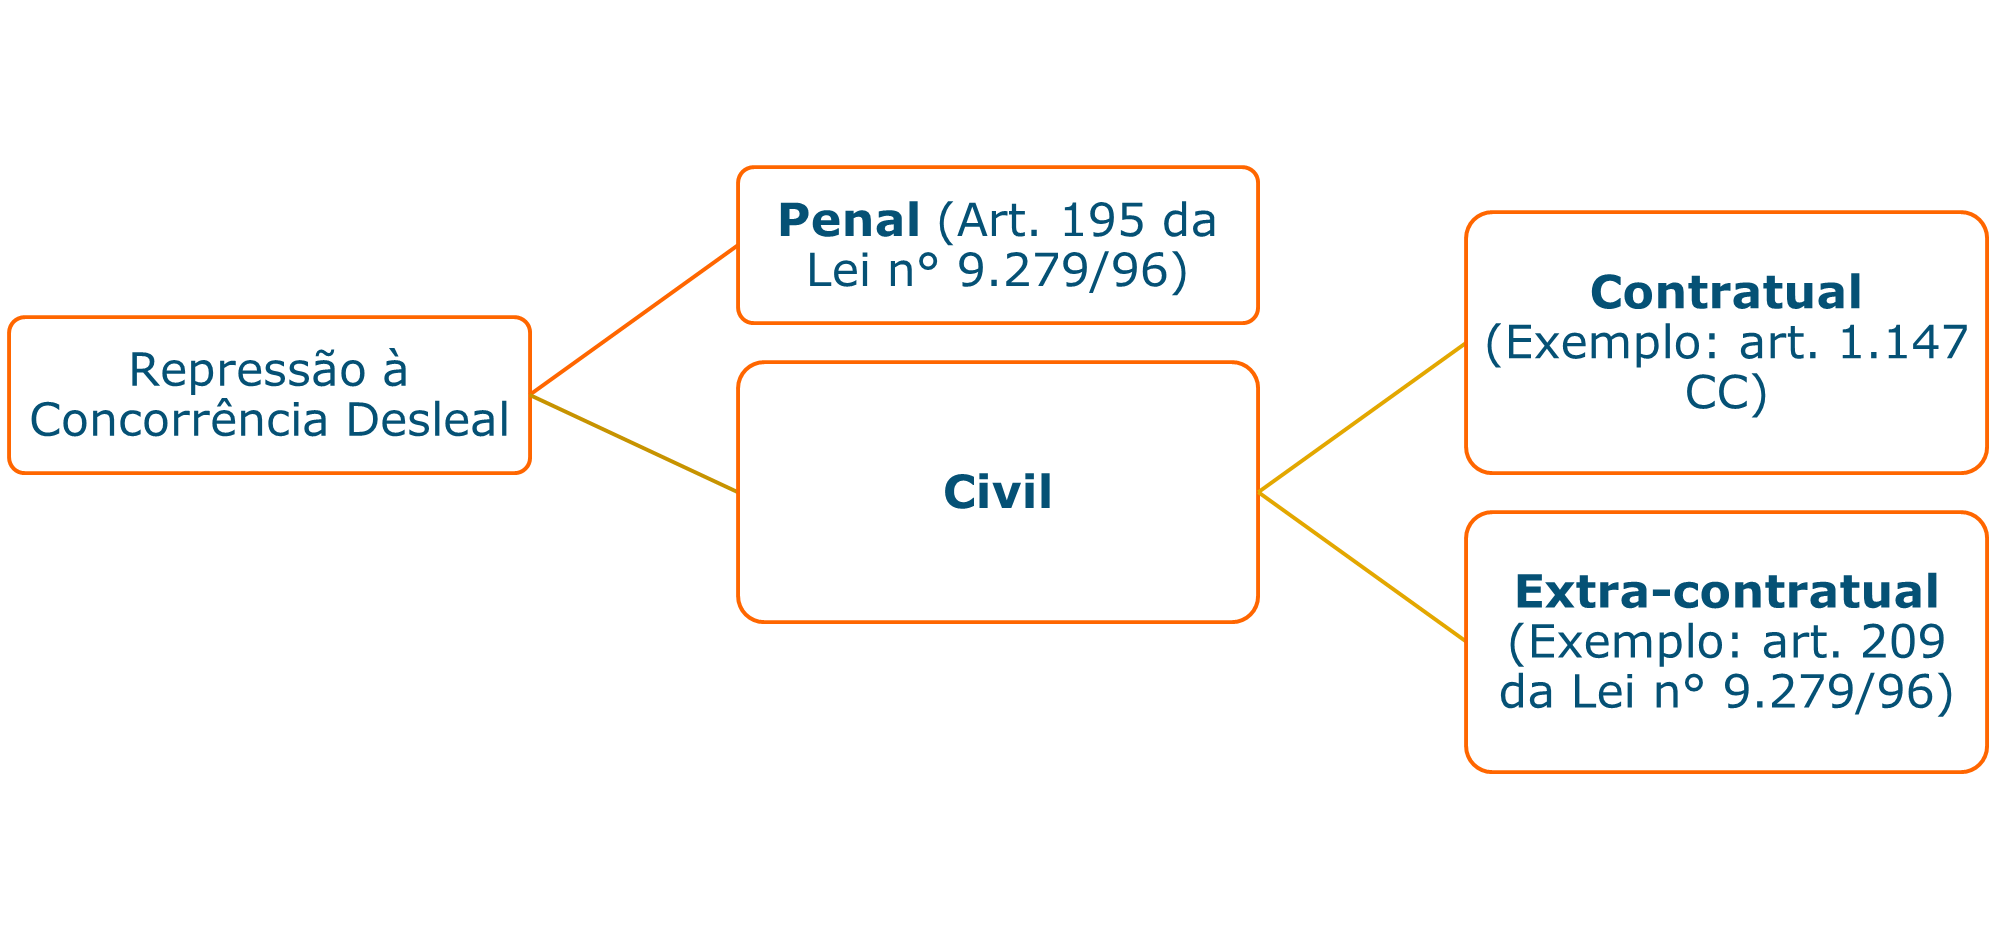 Repressão à
Concorrência Desleal
Penal (Art. 195 da
Lei n° 9.279/96)
Civil
Contratual
(Exemplo: art. 1.147
CC)
Extra-contratual
(Exemplo: art. 209
da Lei n° 9.279/96)